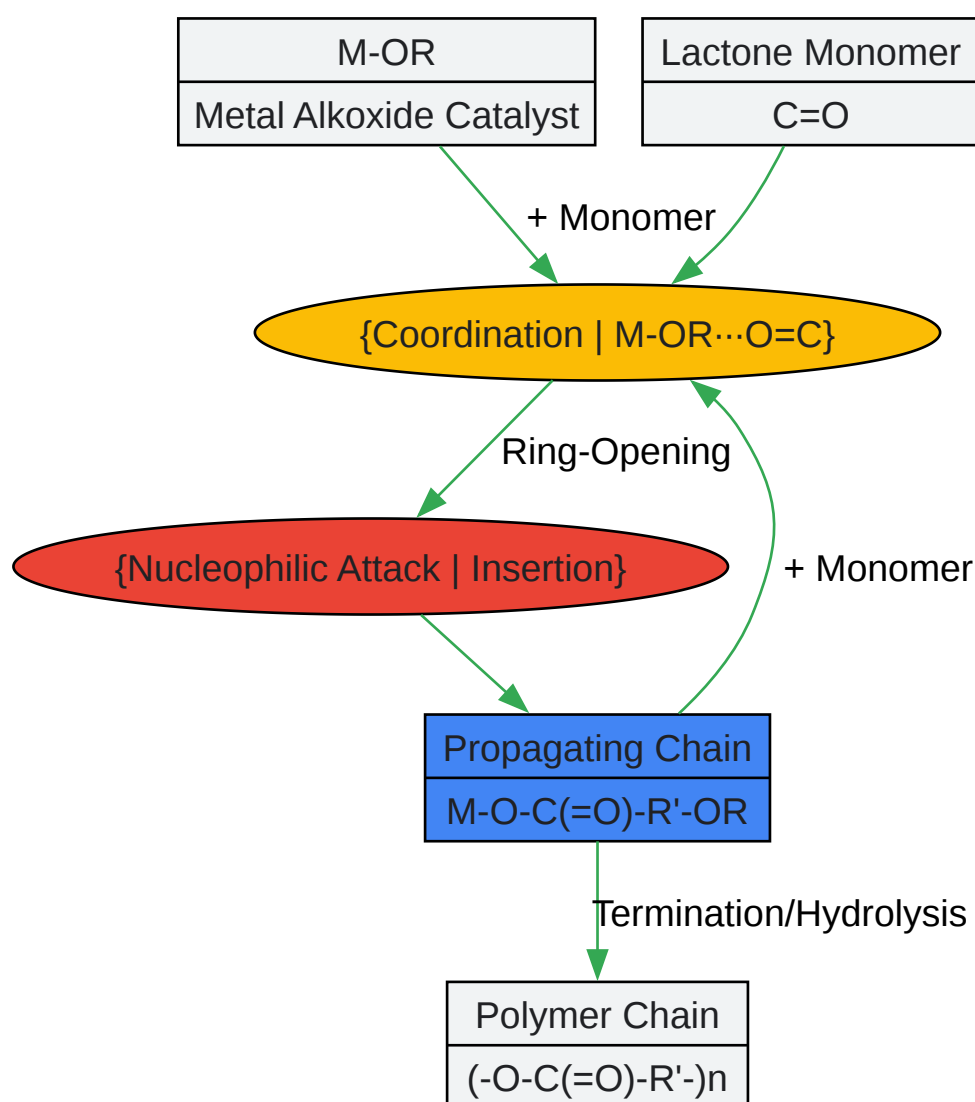 M-OR
Metal Alkoxide Catalyst
Lactone Monomer
C=O
+ Monomer
{Coordination | M-OR···O=C}
Ring-Opening
{Nucleophilic Attack | Insertion}
+ Monomer
Propagating Chain
M-O-C(=O)-R'-OR
Termination/Hydrolysis
Polymer Chain
(-O-C(=O)-R'-)n